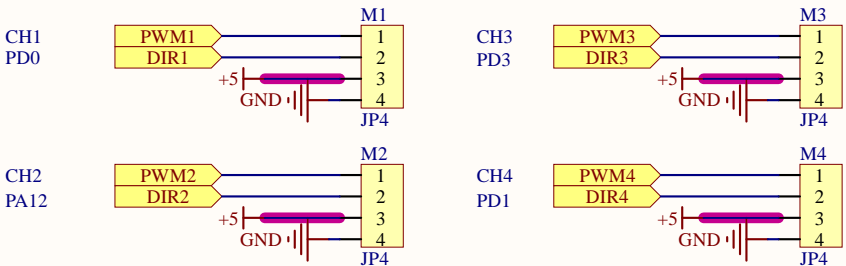 M1
CH1 PWM1 1
PD0 DIR1 2
+5 3
GND 4
JP4
M3
CH3 PWM3 1
PD3 DIR3 2
+5 3
GND 4
JP4
M2
CH2 PWM2 1
PA12 DIR2 2
+5 3
GND 4
JP4
M4
CH4 PWM4 1
PD1 DIR4 2
+5 3
GND 4
JP4